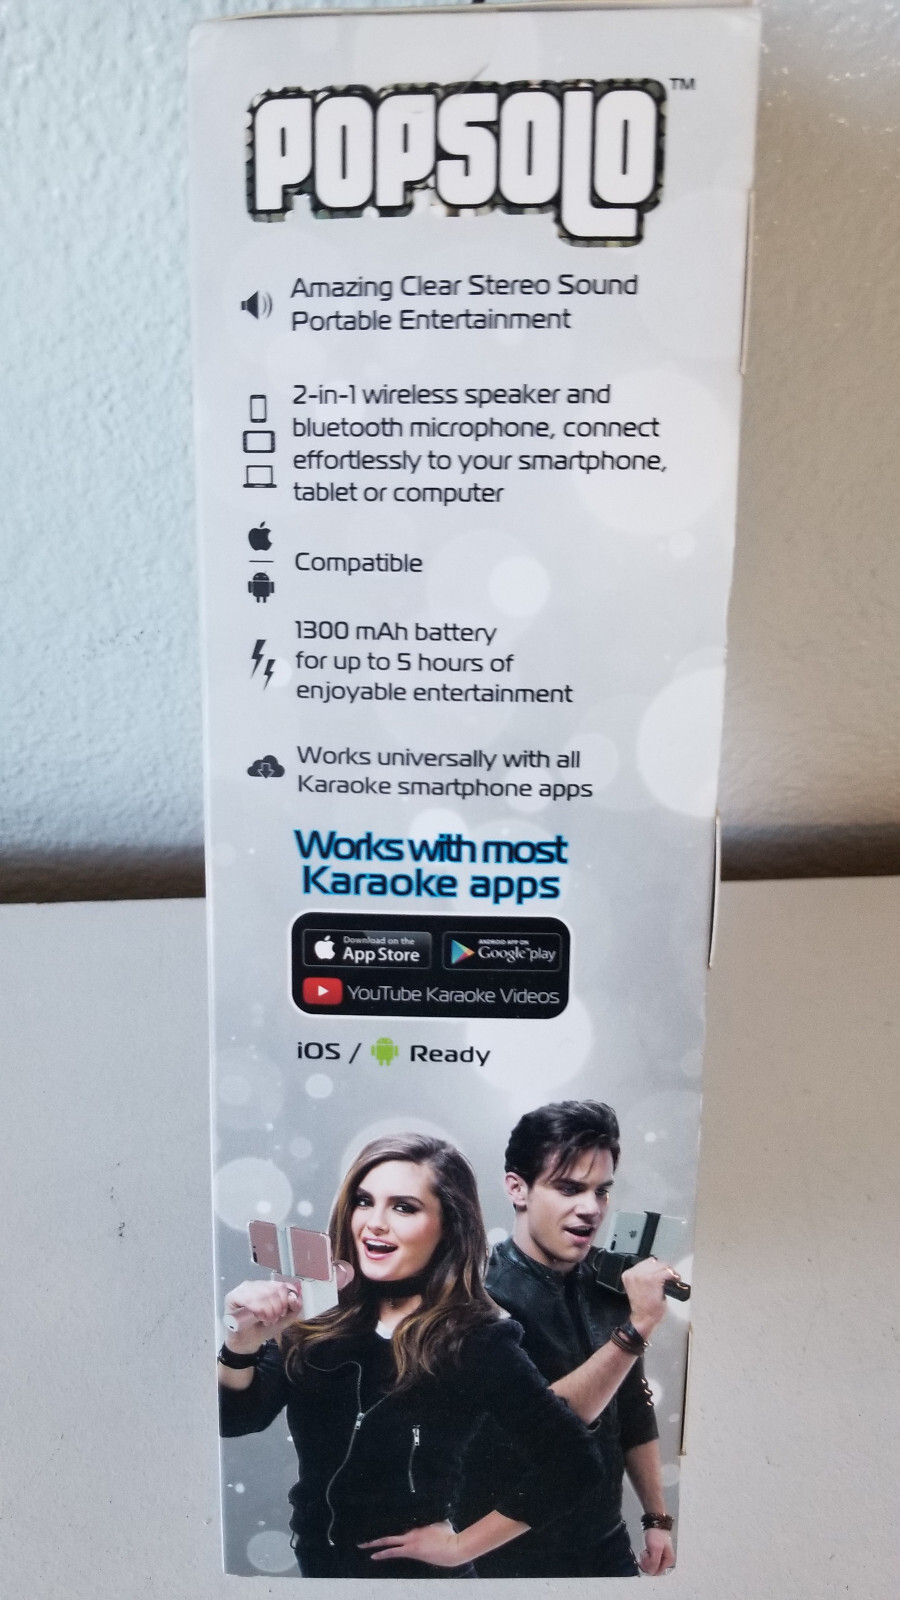 POPSOLO™
Amazing Clear Stereo Sound
Portable Entertainment
2-in-1 wireless speaker and
bluetooth microphone, connect
effortlessly to your smartphone,
tablet or computer
Compatible
1300 mAh battery
for up to 5 hours of
enjoyable entertainment
Works universally with all
Karaoke smartphone apps
Works with most
Karaoke apps
Download on the
App Store
ANDROID APP ON
Google play
YouTube Karaoke Videos
iOS / Ready